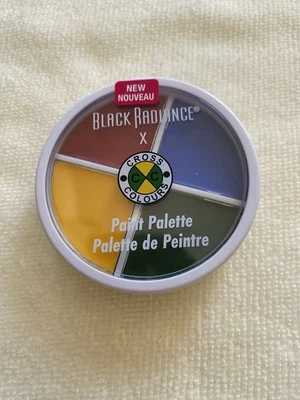 NEW
NOUVEAU
BLACK RADIANCE®
X
CROSS
C C
COLOURS
Paint Palette
Palette de Peintre